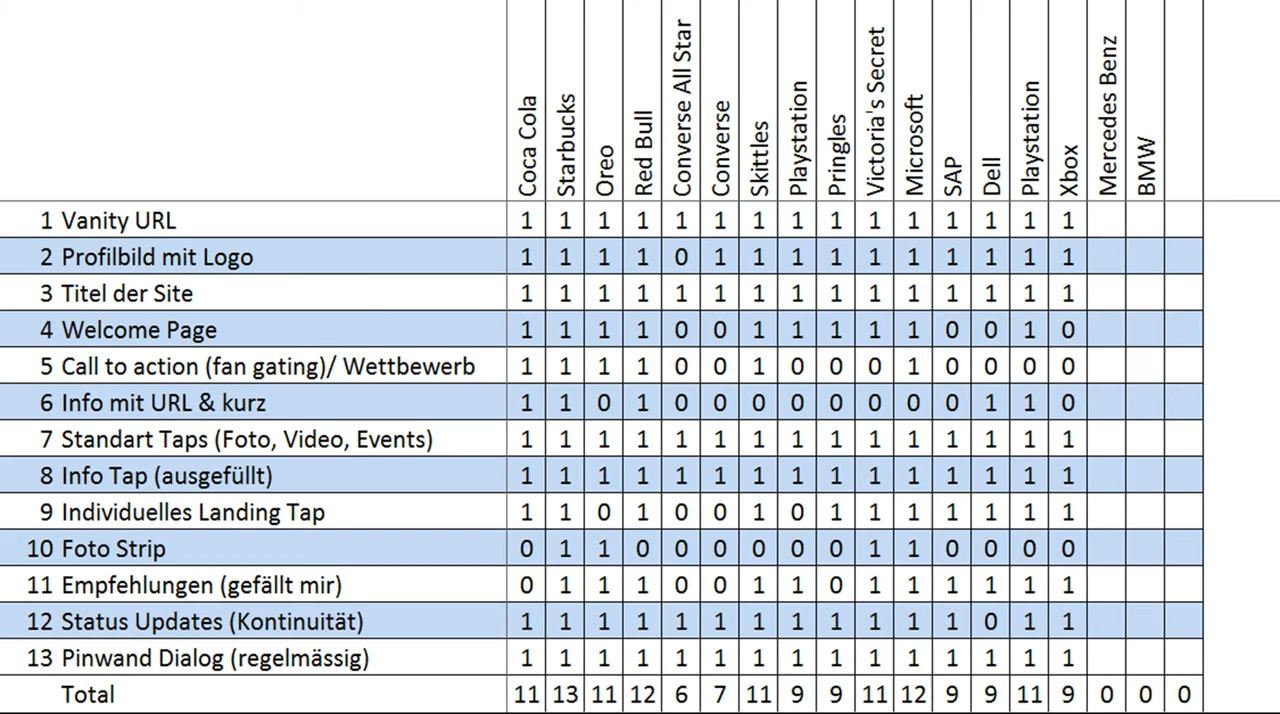 Coca Cola Starbucks Oreo Red Bull Converse All Star Converse Skittles Playstation Pringles Victoria's Secret Microsoft SAP Dell Playstation Xbox Mercedes Benz BMW
1 Vanity URL 1 1 1 1 1 1 1 1 1 1 1 1 1 1 1
2 Profilbild mit Logo 1 1 1 1 0 1 1 1 1 1 1 1 1 1 1
3 Titel der Site 1 1 1 1 1 1 1 1 1 1 1 1 1 1 1
4 Welcome Page 1 1 1 1 0 0 1 1 1 1 1 0 0 1 0
5 Call to action (fan gating)/ Wettbewerb 1 1 1 1 0 0 1 0 0 0 1 0 0 0 0
6 Info mit URL & kurz 1 1 0 1 0 0 0 0 0 0 0 0 1 1 0
7 Standart Taps (Foto, Video, Events) 1 1 1 1 1 1 1 1 1 1 1 1 1 1 1
8 Info Tap (ausgefüllt) 1 1 1 1 1 1 1 1 1 1 1 1 1 1 1
9 Individuelles Landing Tap 1 1 0 1 0 0 1 0 1 1 1 1 1 1 1
10 Foto Strip 0 1 1 0 0 0 0 0 0 1 1 0 0 0 0
11 Empfehlungen (gefällt mir) 0 1 1 1 0 0 1 1 0 1 1 1 1 1 1
12 Status Updates (Kontinuität) 1 1 1 1 1 1 1 1 1 1 1 1 0 1 1
13 Pinwand Dialog (regelmässig) 1 1 1 1 1 1 1 1 1 1 1 1 1 1 1
Total 11 13 11 12 6 7 11 9 9 11 12 9 9 11 9 0 0 0